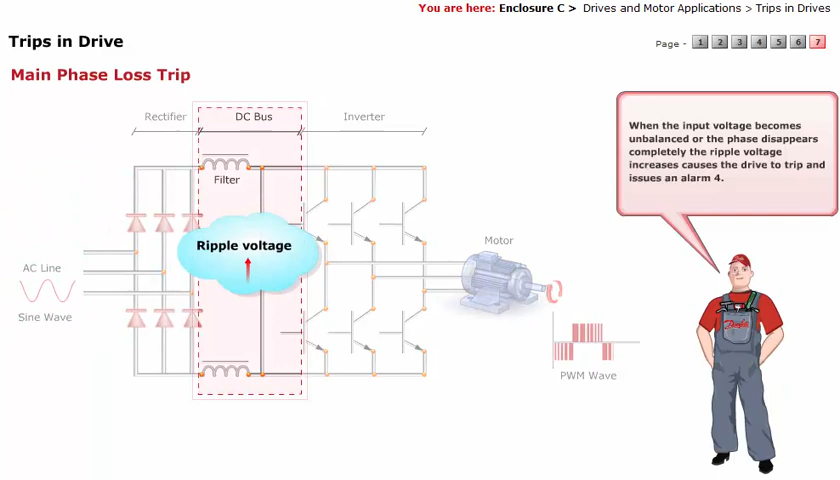 You are here: Enclosure C > Drives and Motor Applications > Trips in Drives
Trips in Drive
Page - 1 2 3 4 5 6 7
Main Phase Loss Trip
Rectifier
DC Bus
Inverter
When the input voltage becomes
unbalanced or the phase disappears
completely the ripple voltage
increases causes the drive to trip and
issues an alarm 4.
Filter
Ripple voltage
Motor
AC Line
Sine Wave
Danfoss
PWM Wave